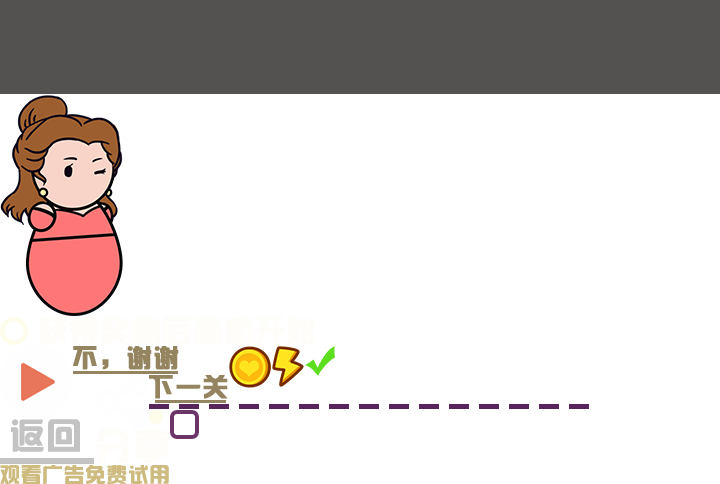 不，谢谢
下一关
返回
观看广告免费试用